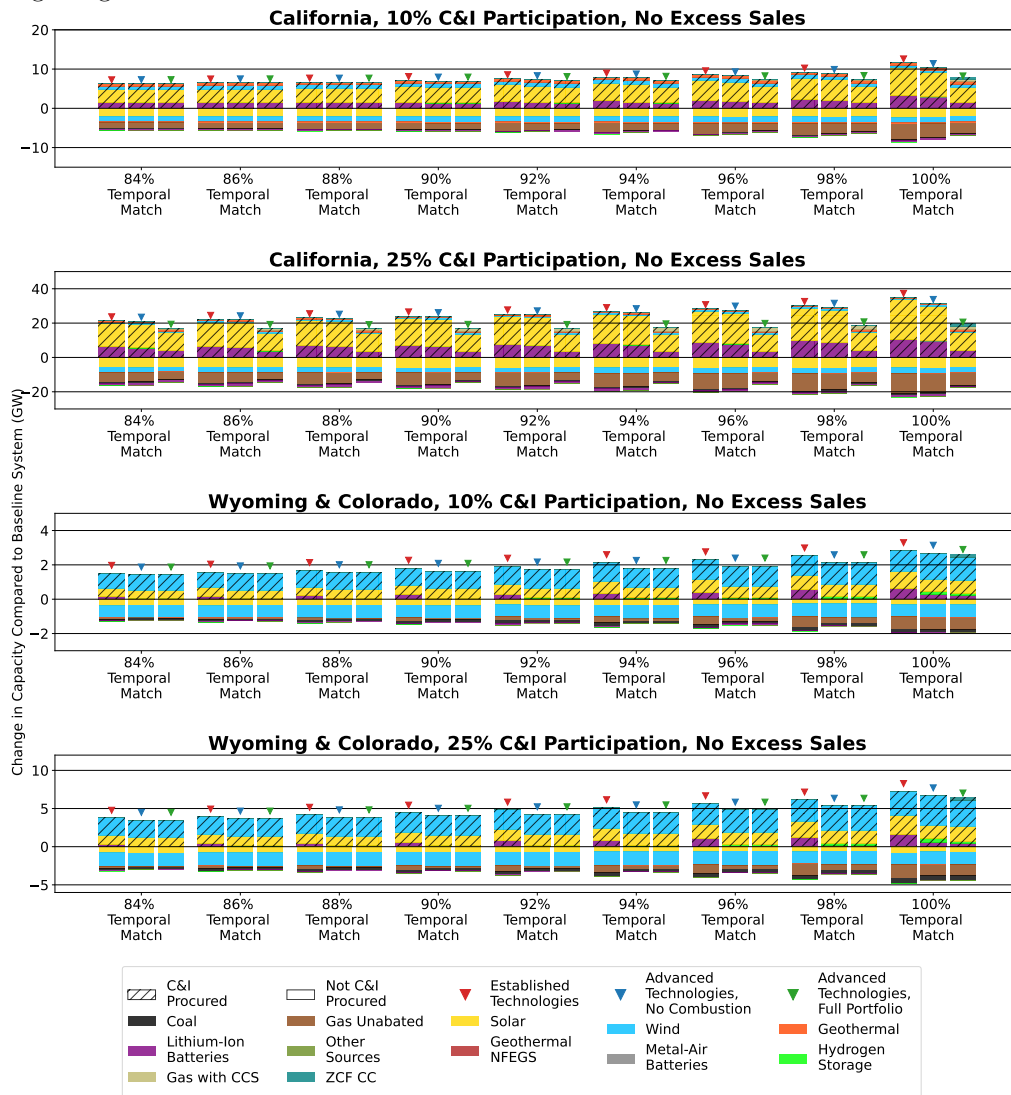 California, 10% C&I Participation, No Excess Sales
20
10
0
−10
84% Temporal Match
86% Temporal Match
88% Temporal Match
90% Temporal Match
92% Temporal Match
94% Temporal Match
96% Temporal Match
98% Temporal Match
100% Temporal Match
California, 25% C&I Participation, No Excess Sales
40
20
0
−20
84% Temporal Match
86% Temporal Match
88% Temporal Match
90% Temporal Match
92% Temporal Match
94% Temporal Match
96% Temporal Match
98% Temporal Match
100% Temporal Match
Change in Capacity Compared to Baseline System (GW)
Wyoming & Colorado, 10% C&I Participation, No Excess Sales
4
2
0
−2
84% Temporal Match
86% Temporal Match
88% Temporal Match
90% Temporal Match
92% Temporal Match
94% Temporal Match
96% Temporal Match
98% Temporal Match
100% Temporal Match
Wyoming & Colorado, 25% C&I Participation, No Excess Sales
10
5
0
−5
84% Temporal Match
86% Temporal Match
88% Temporal Match
90% Temporal Match
92% Temporal Match
94% Temporal Match
96% Temporal Match
98% Temporal Match
100% Temporal Match
C&I Procured
Coal
Lithium-Ion Batteries
Gas with CCS
Not C&I Procured
Gas Unabated
Other Sources
ZCF CC
Established Technologies
Solar
Geothermal NFEGS
Advanced Technologies, No Combustion
Wind
Metal-Air Batteries
Advanced Technologies, Full Portfolio
Geothermal
Hydrogen Storage